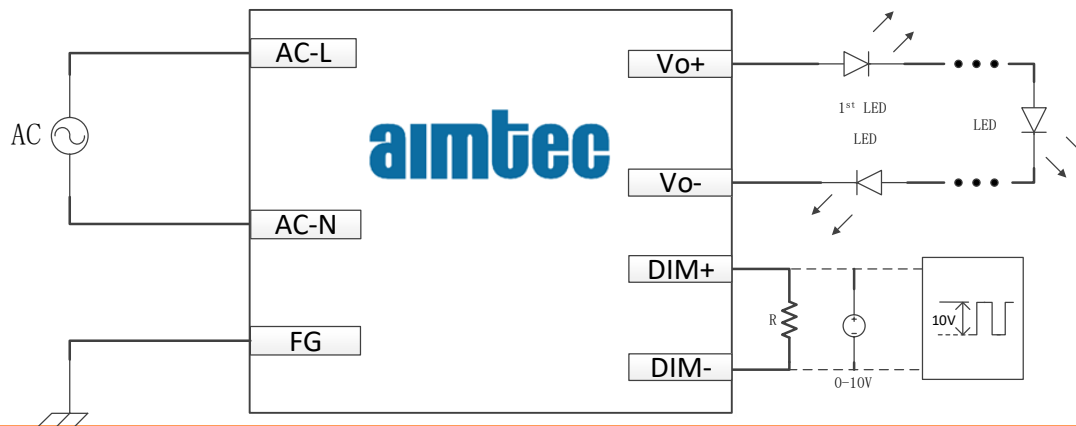 AC-L
Vo+
aimtec
1st LED
LED
LED
AC
Vo-
AC-N
DIM+
R
+
−
10V
FG
DIM-
0-10V